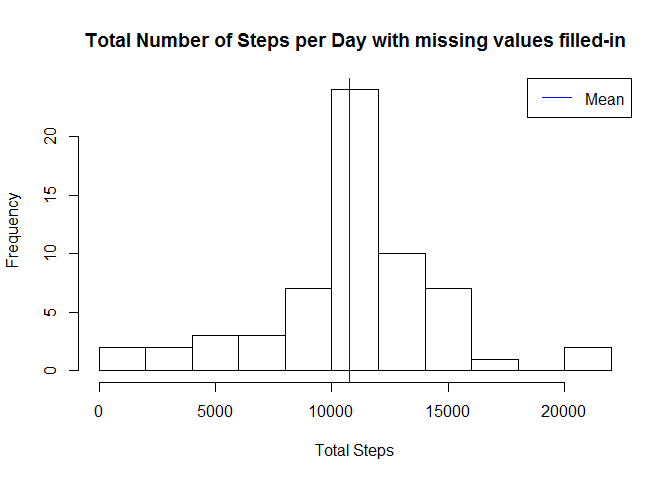 Total Number of Steps per Day with missing values filled-in
Mean
Frequency
20
15
10
5
0
0 5000 10000 15000 20000
Total Steps